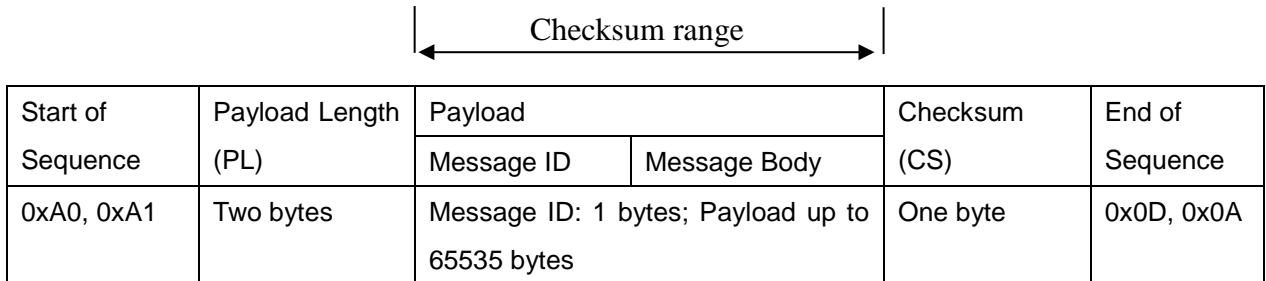 Checksum range
Start of Sequence
Payload Length (PL)
Payload
Checksum (CS)
End of Sequence
Message ID
Message Body
0xA0, 0xA1
Two bytes
Message ID: 1 bytes; Payload up to
65535 bytes
One byte
0x0D, 0x0A